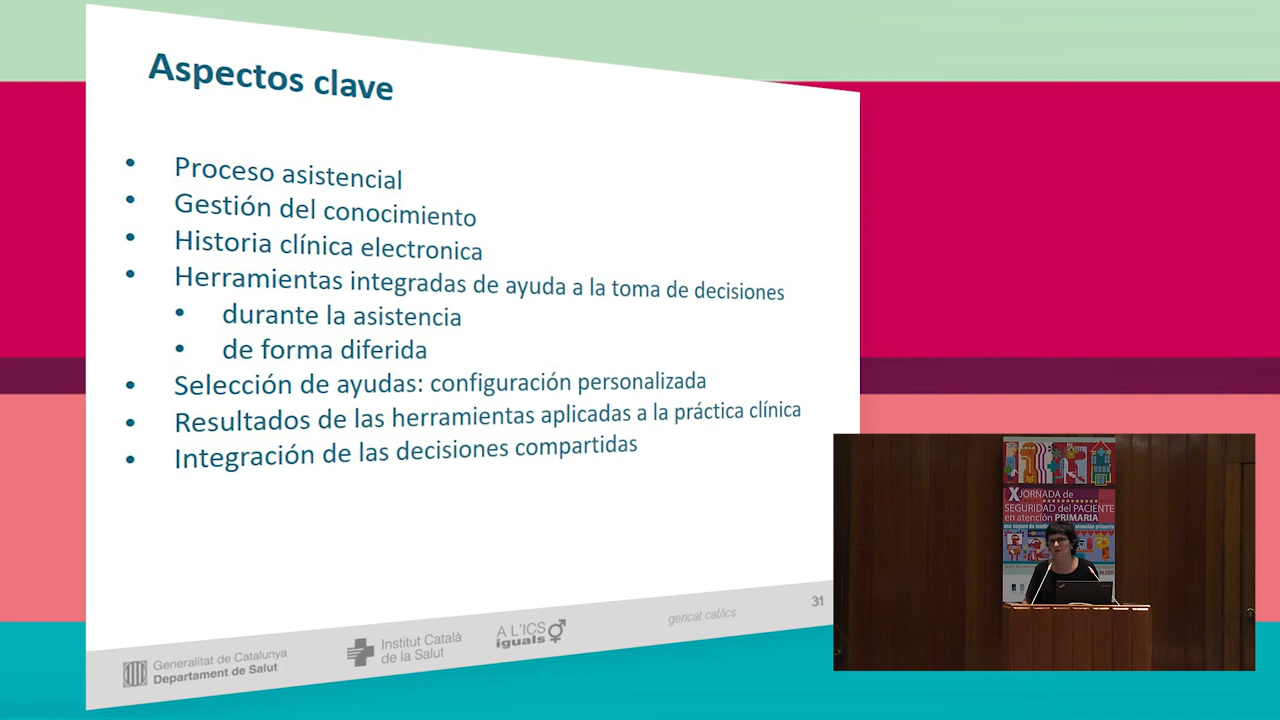 Aspectos clave
• Proceso asistencial
• Gestión del conocimiento
• Historia clínica electronica
• Herramientas integradas de ayuda a la toma de decisiones
• durante la asistencia
• de forma diferida
• Selección de ayudas: configuración personalizada
• Resultados de las herramientas aplicadas a la práctica clínica
• Integración de las decisiones compartidas
31
Generalitat de Catalunya
Departament de Salut
Institut Català
de la Salut
A L'ICS
iguals
gencat.cat/ics
X JORNADA de
SEGURIDAD del PACIENTE
en atención PRIMARIA